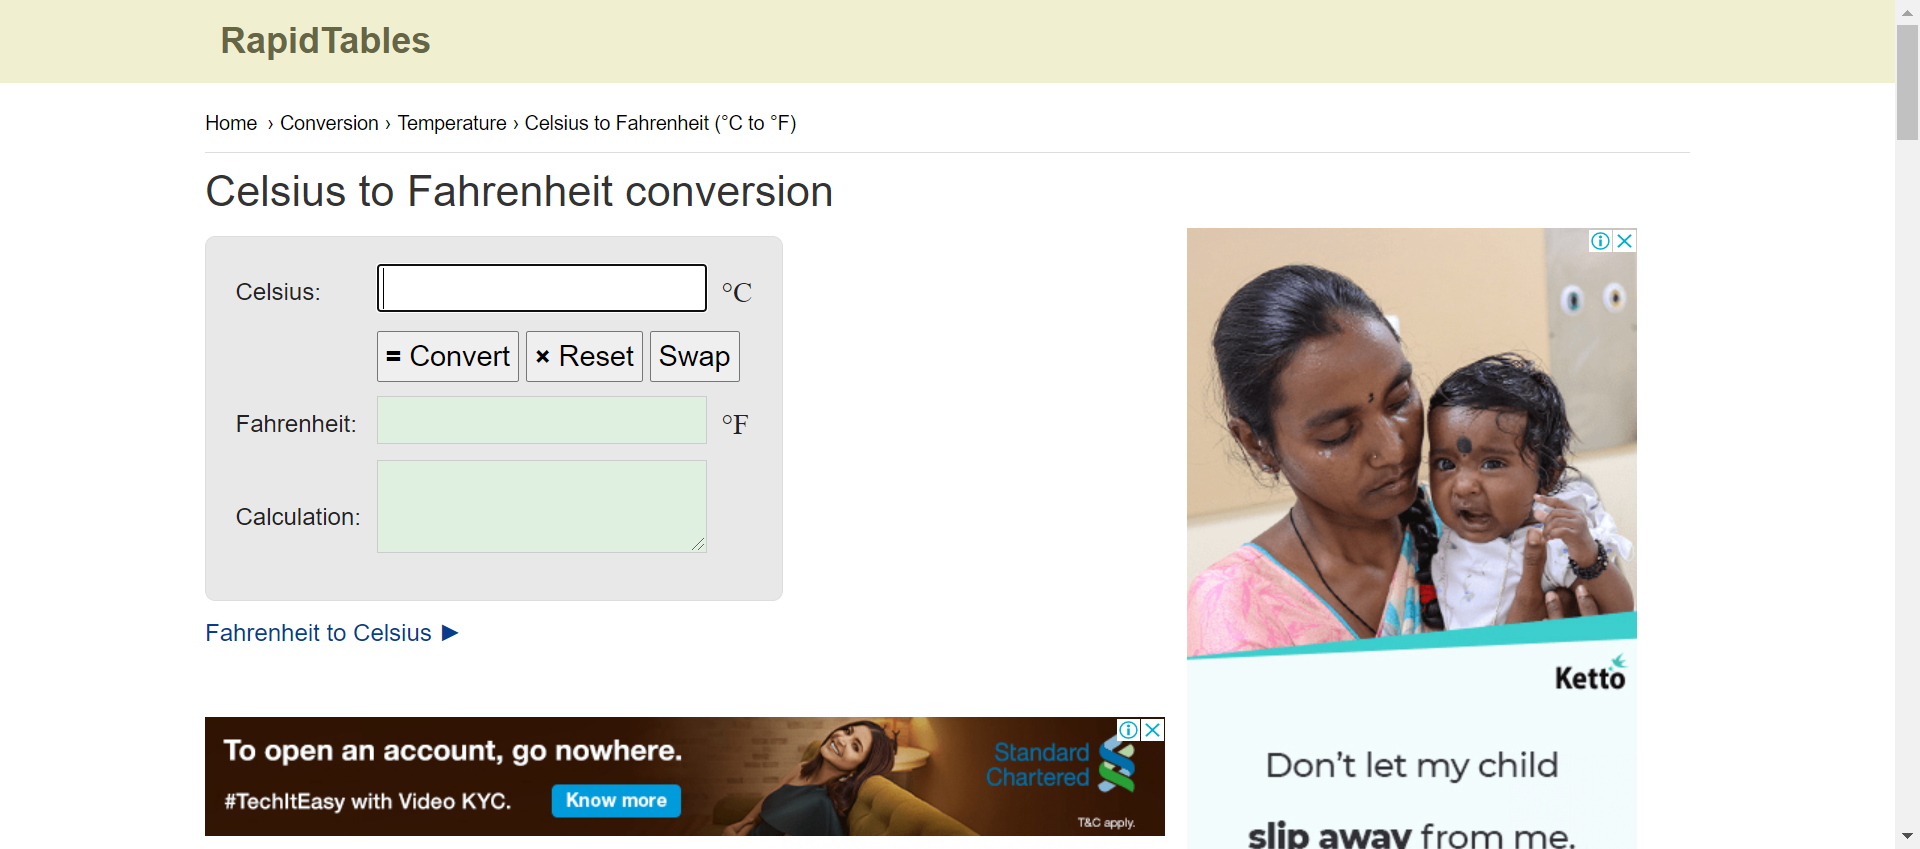 RapidTables
Home › Conversion › Temperature › Celsius to Fahrenheit (°C to °F)
Celsius to Fahrenheit conversion
Celsius: °C
= Convert × Reset Swap
Fahrenheit: °F
Calculation:
Fahrenheit to Celsius ►
To open an account, go nowhere.
#TechItEasy with Video KYC. Know more
Standard
Chartered
T&C apply.
Ketto
Don't let my child
slip away from me.